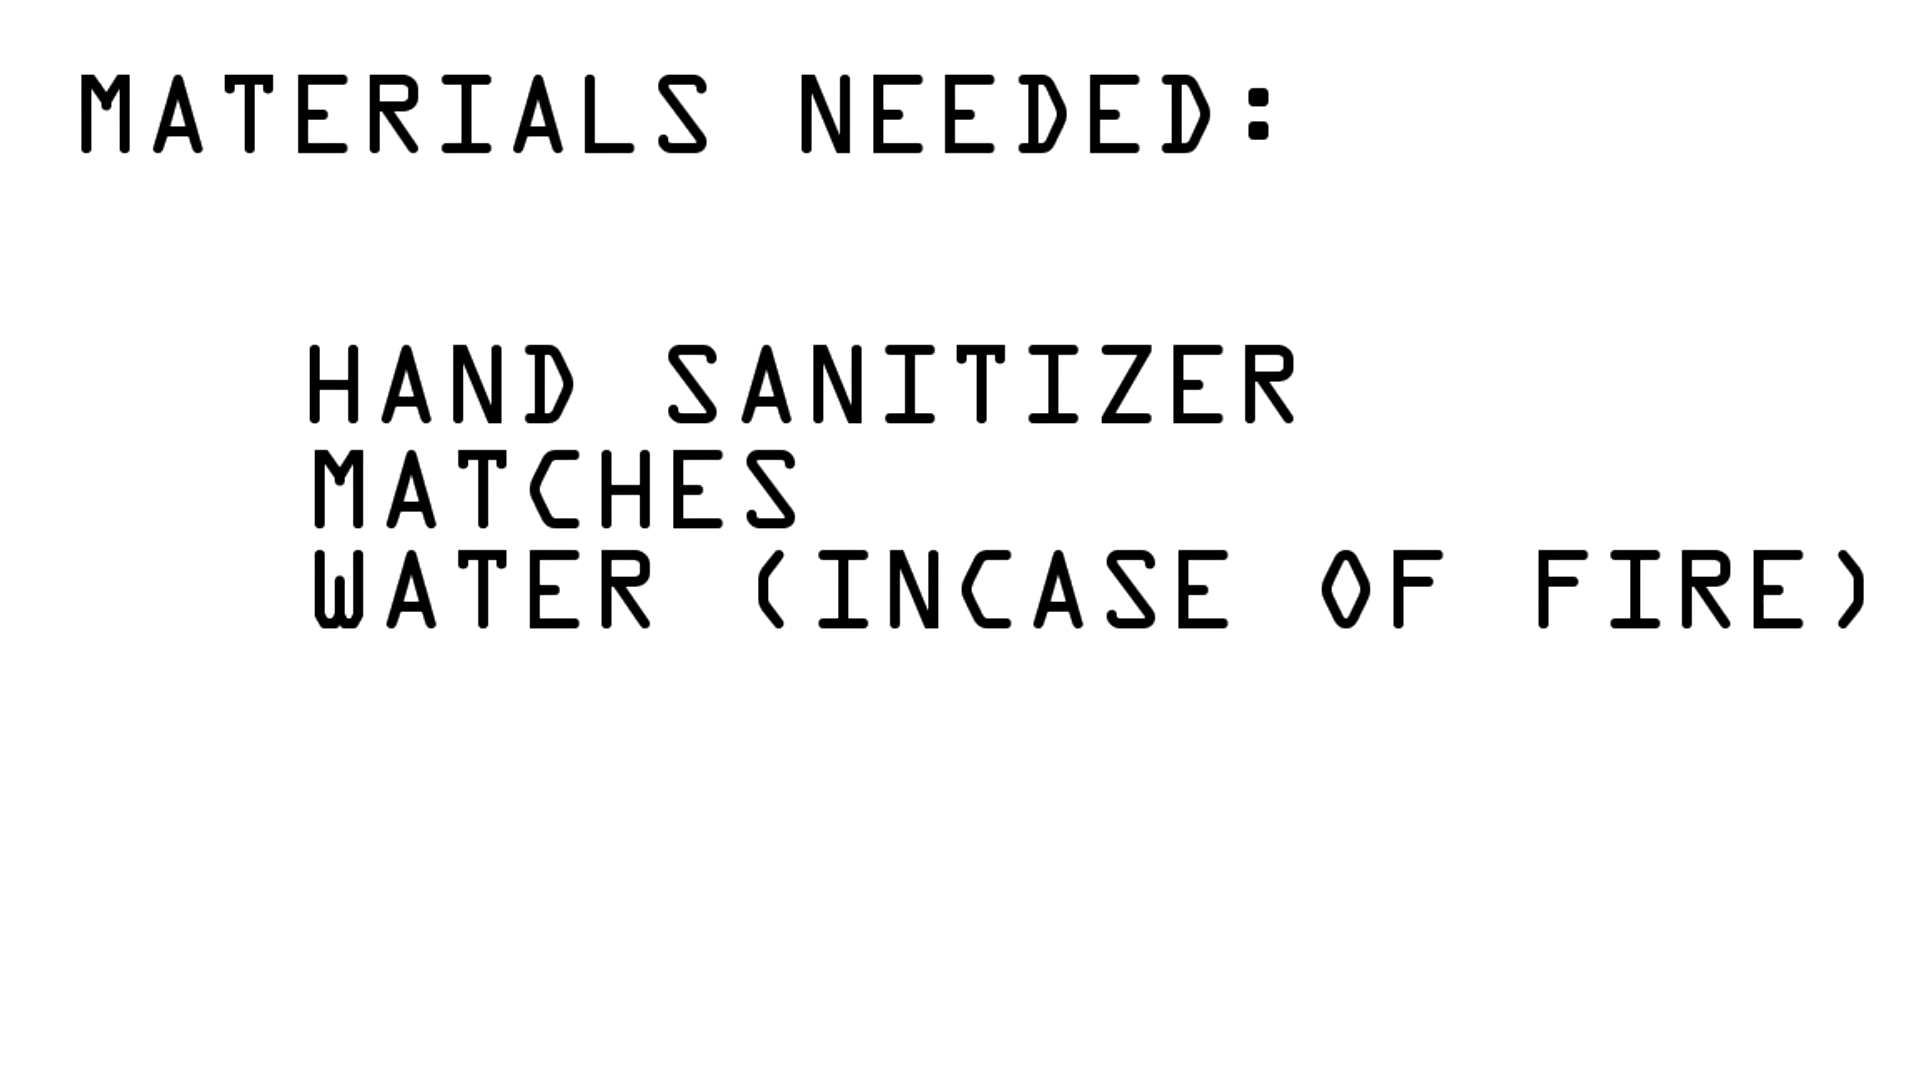 MATERIALS NEEDED:
HAND SANITIZER
MATCHES
WATER (INCASE OF FIRE)